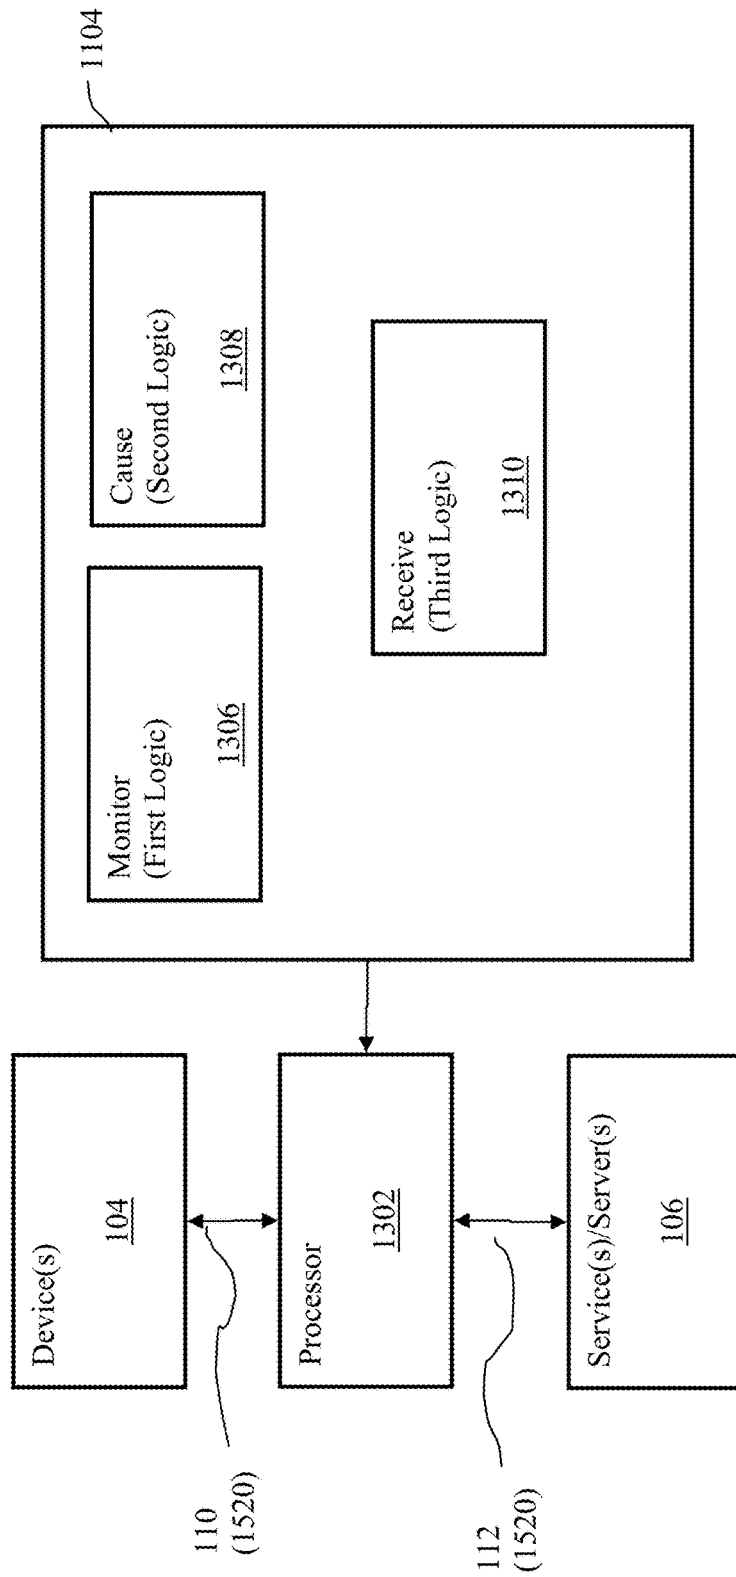 Device(s)
104
110
(1520)
Processor
1302
112
(1520)
Service(s)/Server(s)
106
1104
Monitor
(First Logic)
1306
Cause
(Second Logic)
1308
Receive
(Third Logic)
1310